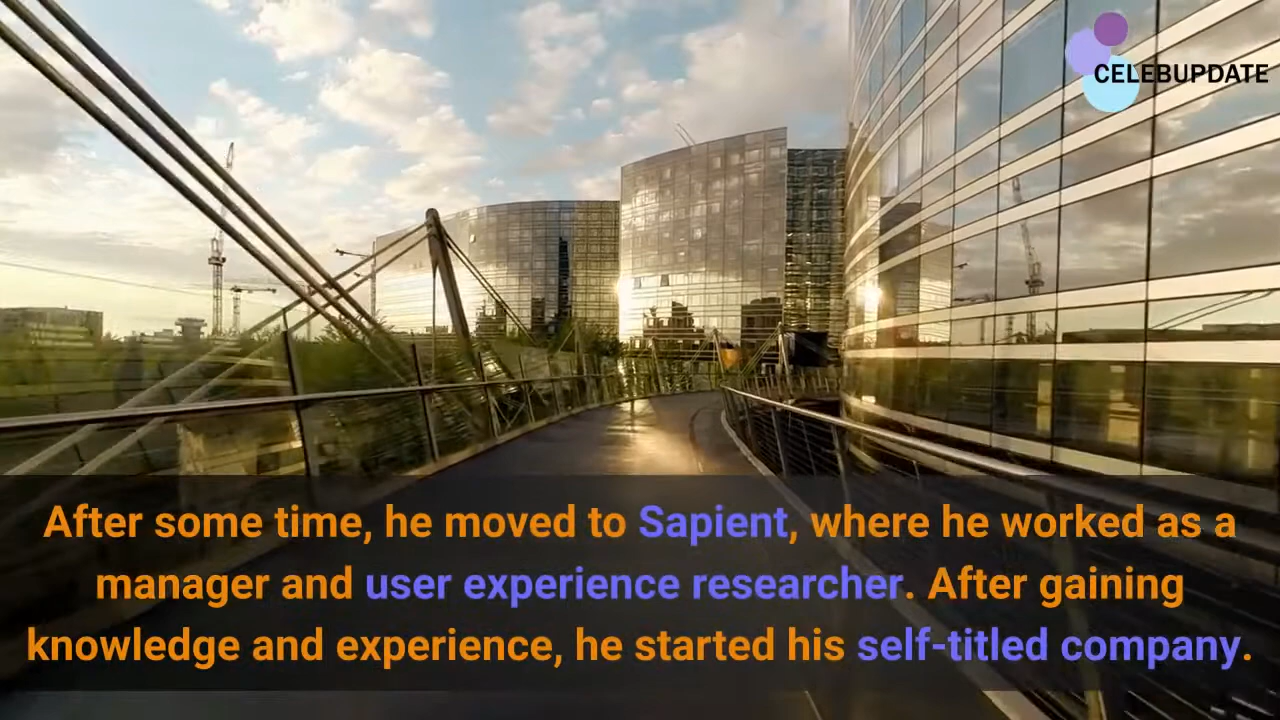 CELEBUPDATE
After some time, he moved to Sapient, where he worked as a
manager and user experience researcher. After gaining
knowledge and experience, he started his self-titled company.